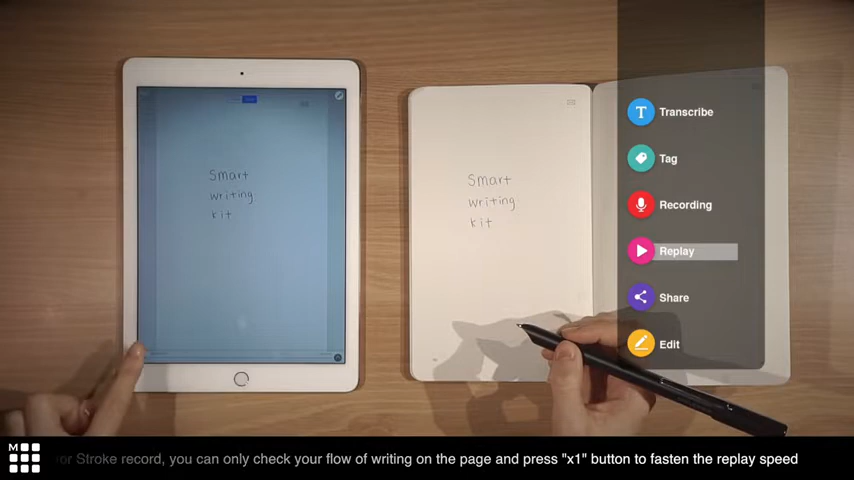 Smart
writing
kit
Smart
writing
kit
Transcribe
Tag
Recording
Replay
Share
Edit
M
Stroke record, you can only check your flow of writing on the page and press "x1" button to fasten the replay speed